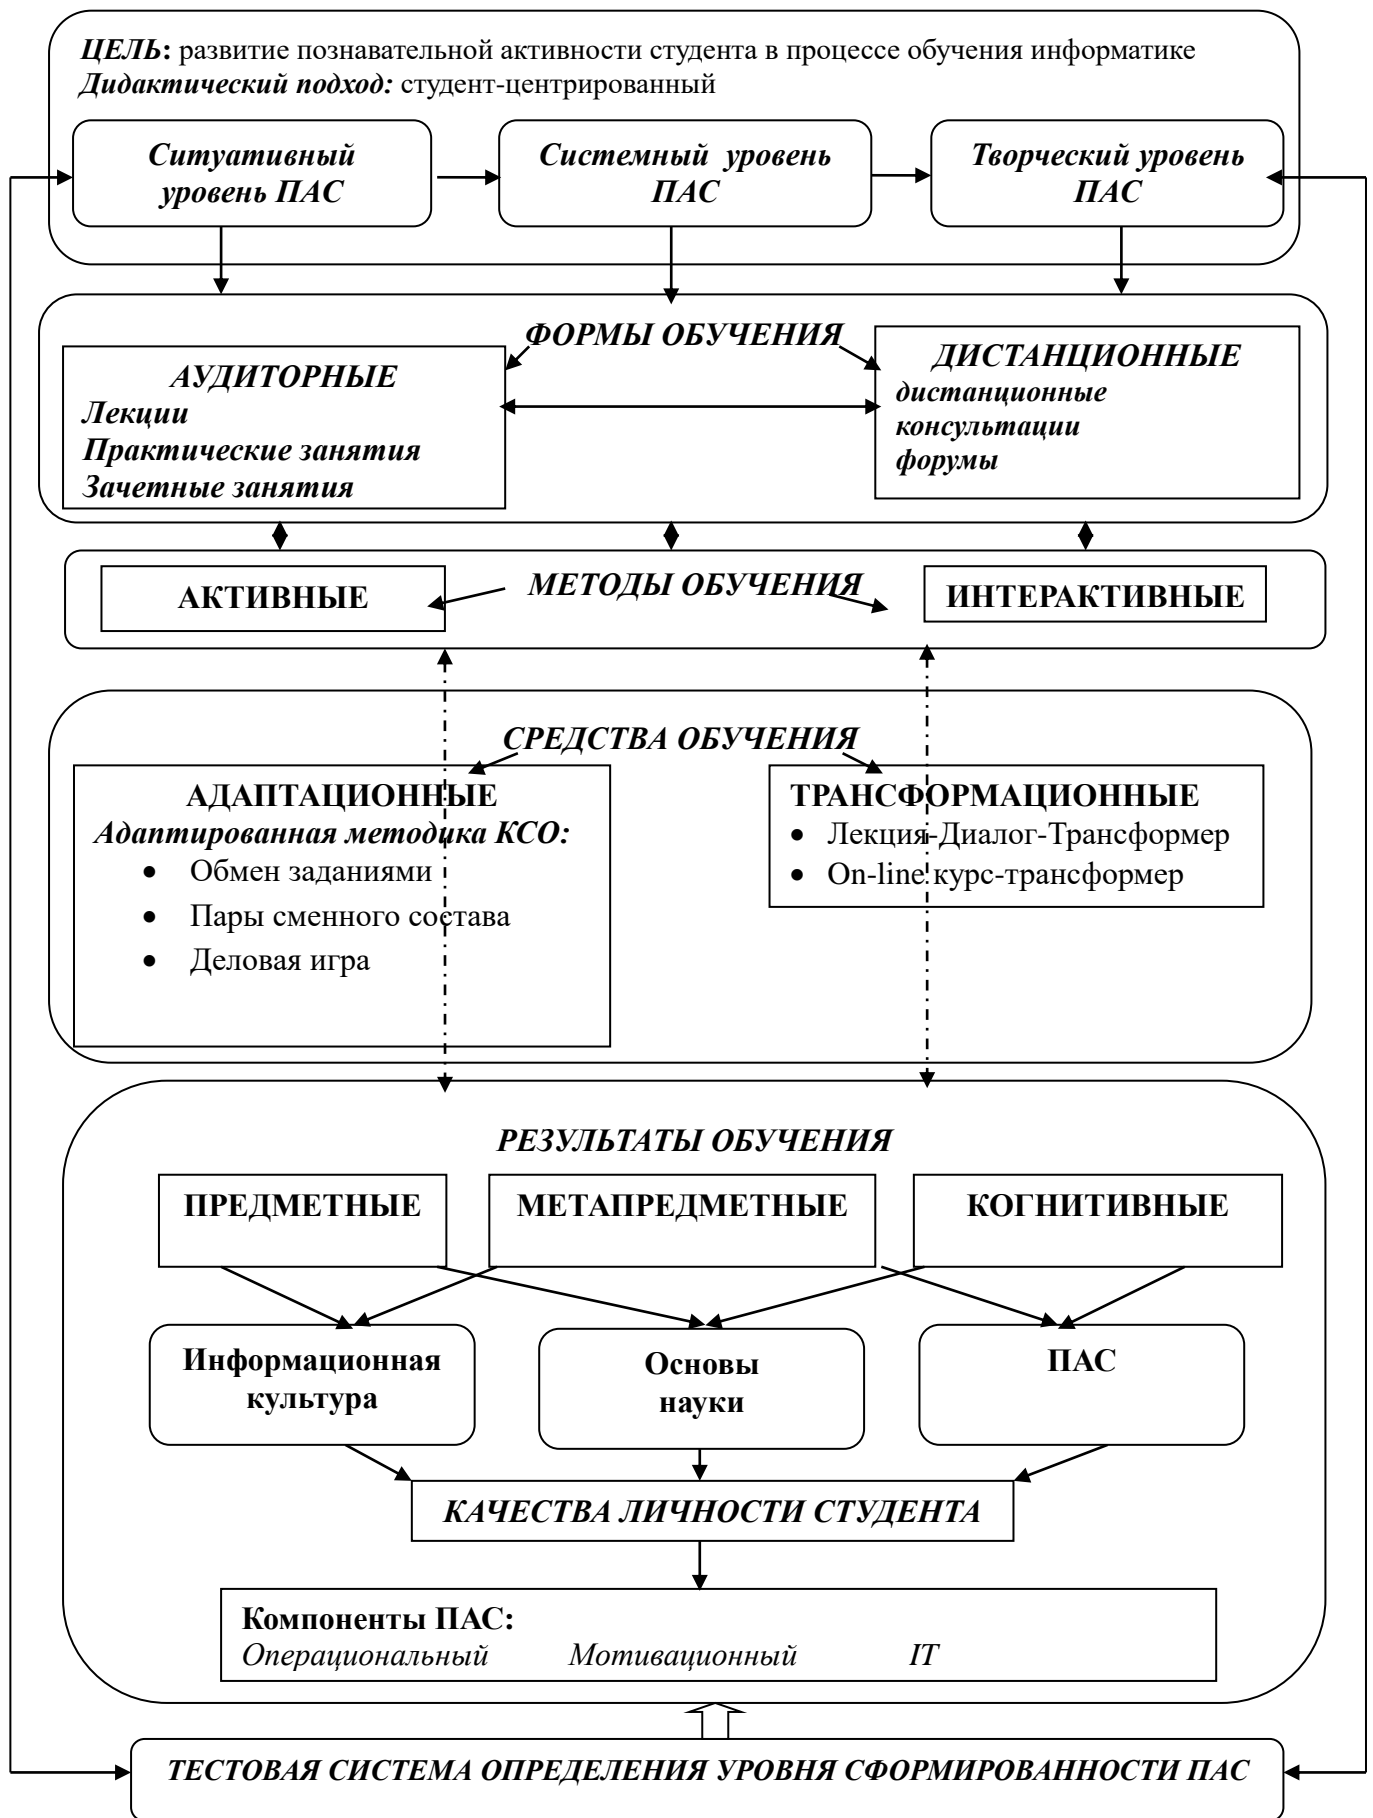 ЦЕЛЬ: развитие познавательной активности студента в процессе обучения информатике
Дидактический подход: студент-центрированный
Ситуативный
уровень ПАС
Системный уровень
ПАС
Творческий уровень
ПАС
ФОРМЫ ОБУЧЕНИЯ
АУДИТОРНЫЕ
Лекции
Практические занятия
Зачетные занятия
ДИСТАНЦИОННЫЕ
дистанционные
консультации
форумы
МЕТОДЫ ОБУЧЕНИЯ
АКТИВНЫЕ
ИНТЕРАКТИВНЫЕ
СРЕДСТВА ОБУЧЕНИЯ
АДАПТАЦИОННЫЕ
Адаптированная методика КСО:
• Обмен заданиями
• Пары сменного состава
• Деловая игра
ТРАНСФОРМАЦИОННЫЕ
• Лекция-Диалог-Трансформер
• On-line курс-трансформер
РЕЗУЛЬТАТЫ ОБУЧЕНИЯ
ПРЕДМЕТНЫЕ
МЕТАПРЕДМЕТНЫЕ
КОГНИТИВНЫЕ
Информационная
культура
Основы
науки
ПАС
КАЧЕСТВА ЛИЧНОСТИ СТУДЕНТА
Компоненты ПАС:
Операциональный Мотивационный IT
ТЕСТОВАЯ СИСТЕМА ОПРЕДЕЛЕНИЯ УРОВНЯ СФОРМИРОВАННОСТИ ПАС